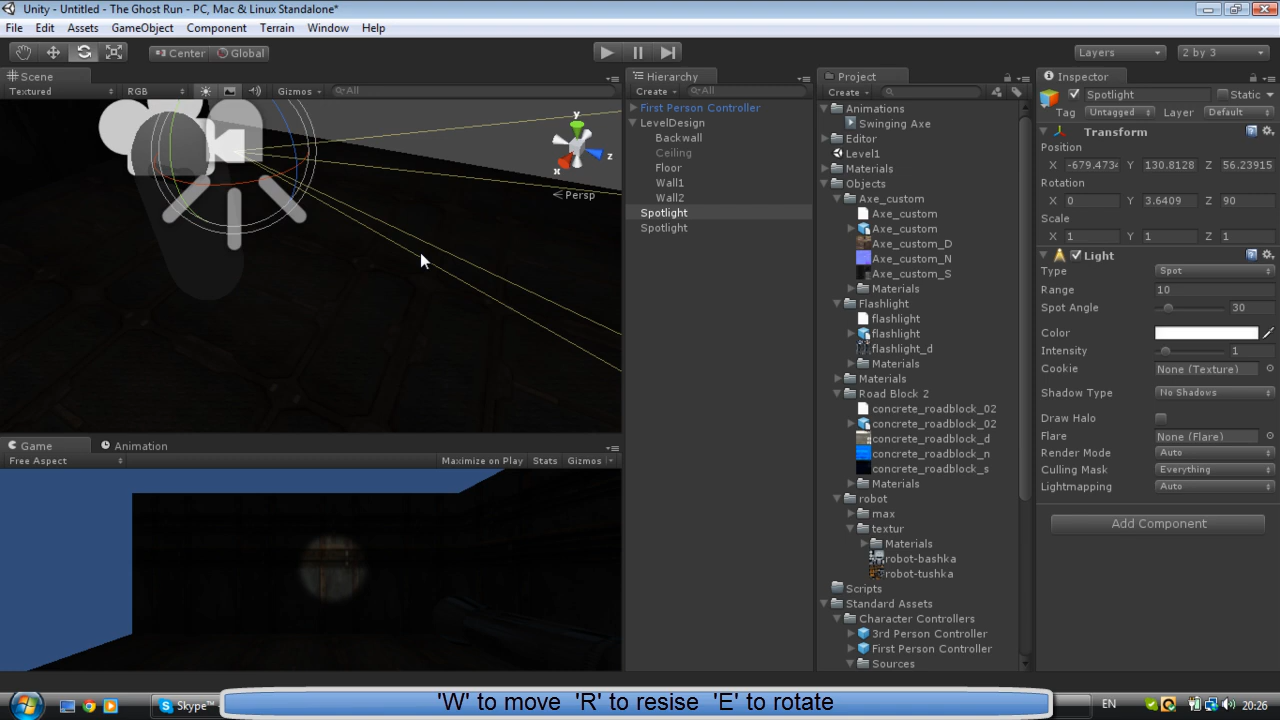 Unity - Untitled - The Ghost Run - PC, Mac & Linux Standalone*
File Edit Assets GameObject Component Terrain Window Help
Center Global Layers 2 by 3
Scene
Textured RGB Gizmos All
y
z
x
Persp
Game Animation
Free Aspect Maximize on Play Stats Gizmos
Hierarchy
Create All
First Person Controller
LevelDesign
Backwall
Ceiling
Floor
Wall1
Wall2
Spotlight
Spotlight
Project
Create
Animations
Swinging Axe
Editor
Level1
Materials
Objects
Axe_custom
Axe_custom
Axe_custom
Axe_custom_D
Axe_custom_N
Axe_custom_S
Materials
Flashlight
flashlight
flashlight
flashlight_d
Materials
Materials
Road Block 2
concrete_roadblock_02
concrete_roadblock_02
concrete_roadblock_d
concrete_roadblock_n
concrete_roadblock_s
Materials
robot
max
textur
Materials
robot-bashka
robot-tushka
Scripts
Standard Assets
Character Controllers
3rd Person Controller
First Person Controller
Sources
Inspector
Spotlight Static
Tag Untagged Layer Default
Transform
Position
X -679.4734 Y 130.8128 Z 56.23915
Rotation
X 0 Y 3.6409 Z 90
Scale
X 1 Y 1 Z 1
Light
Type Spot
Range 10
Spot Angle 30
Color
Intensity 1
Cookie None (Texture)
Shadow Type No Shadows
Draw Halo
Flare None (Flare)
Render Mode Auto
Culling Mask Everything
Lightmapping Auto
Add Component
Skype™
'W' to move 'R' to resise 'E' to rotate
EN 20:26